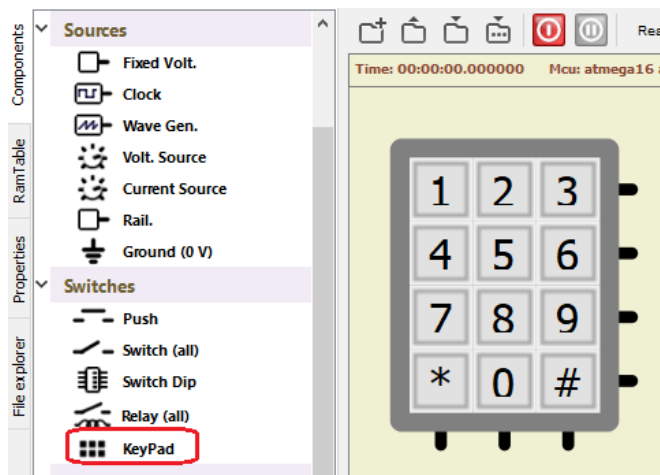 Components
RamTable
Properties
File explorer
Sources
Fixed Volt.
Clock
Wave Gen.
Volt. Source
Current Source
Rail.
Ground (0 V)
Switches
Push
Switch (all)
Switch Dip
Relay (all)
KeyPad
Time: 00:00:00.000000 Mcu: atmega16
1 2 3
4 5 6
7 8 9
* 0 #